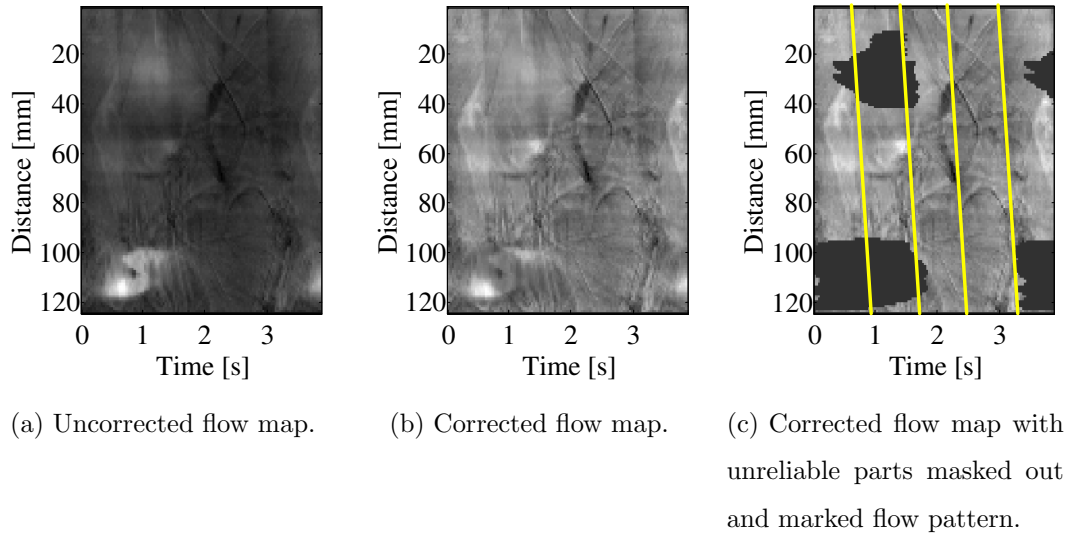 20
40
60
80
100
120
Distance [mm]
0 1 2 3
Time [s]
(a) Uncorrected flow map.
20
40
60
80
100
120
Distance [mm]
0 1 2 3
Time [s]
(b) Corrected flow map.
20
40
60
80
100
120
Distance [mm]
0 1 2 3
Time [s]
(c) Corrected flow map with
unreliable parts masked out
and marked flow pattern.